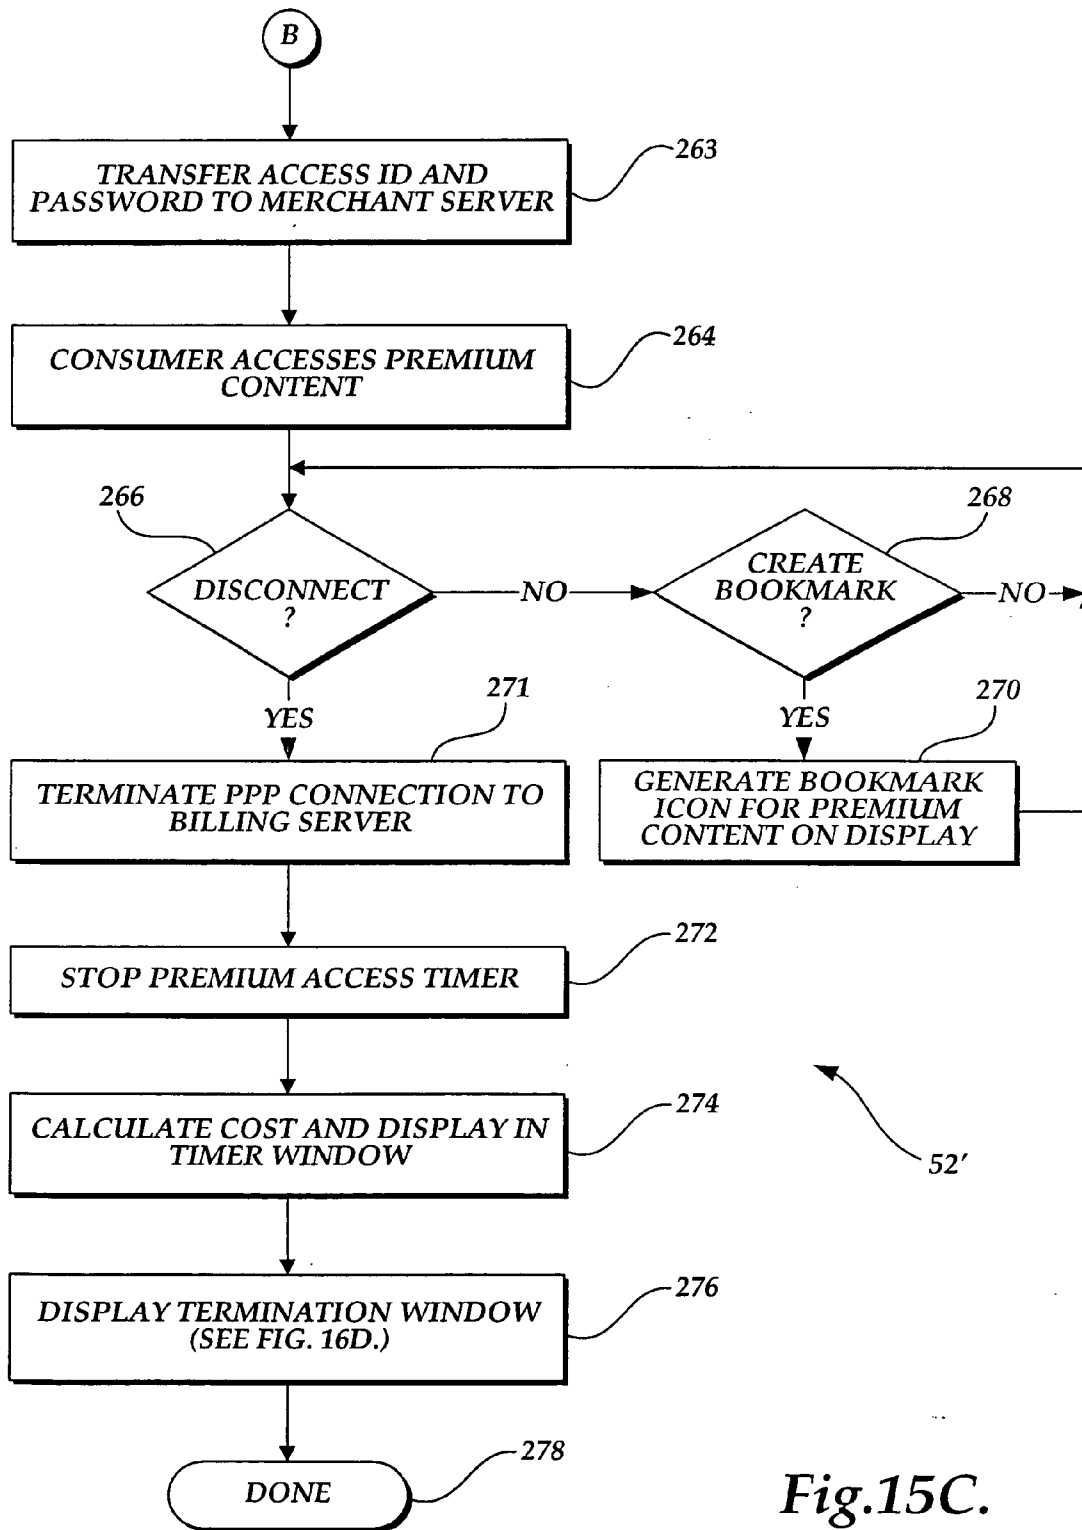 B
TRANSFER ACCESS ID AND
PASSWORD TO MERCHANT SERVER
263
CONSUMER ACCESSES PREMIUM
CONTENT
264
266
DISCONNECT
?
NO
268
CREATE
BOOKMARK
?
NO
YES
271
YES
270
TERMINATE PPP CONNECTION TO
BILLING SERVER
GENERATE BOOKMARK
ICON FOR PREMIUM
CONTENT ON DISPLAY
STOP PREMIUM ACCESS TIMER
272
CALCULATE COST AND DISPLAY IN
TIMER WINDOW
274
52'
DISPLAY TERMINATION WINDOW
(SEE FIG. 16D.)
276
DONE
278
Fig.15C.